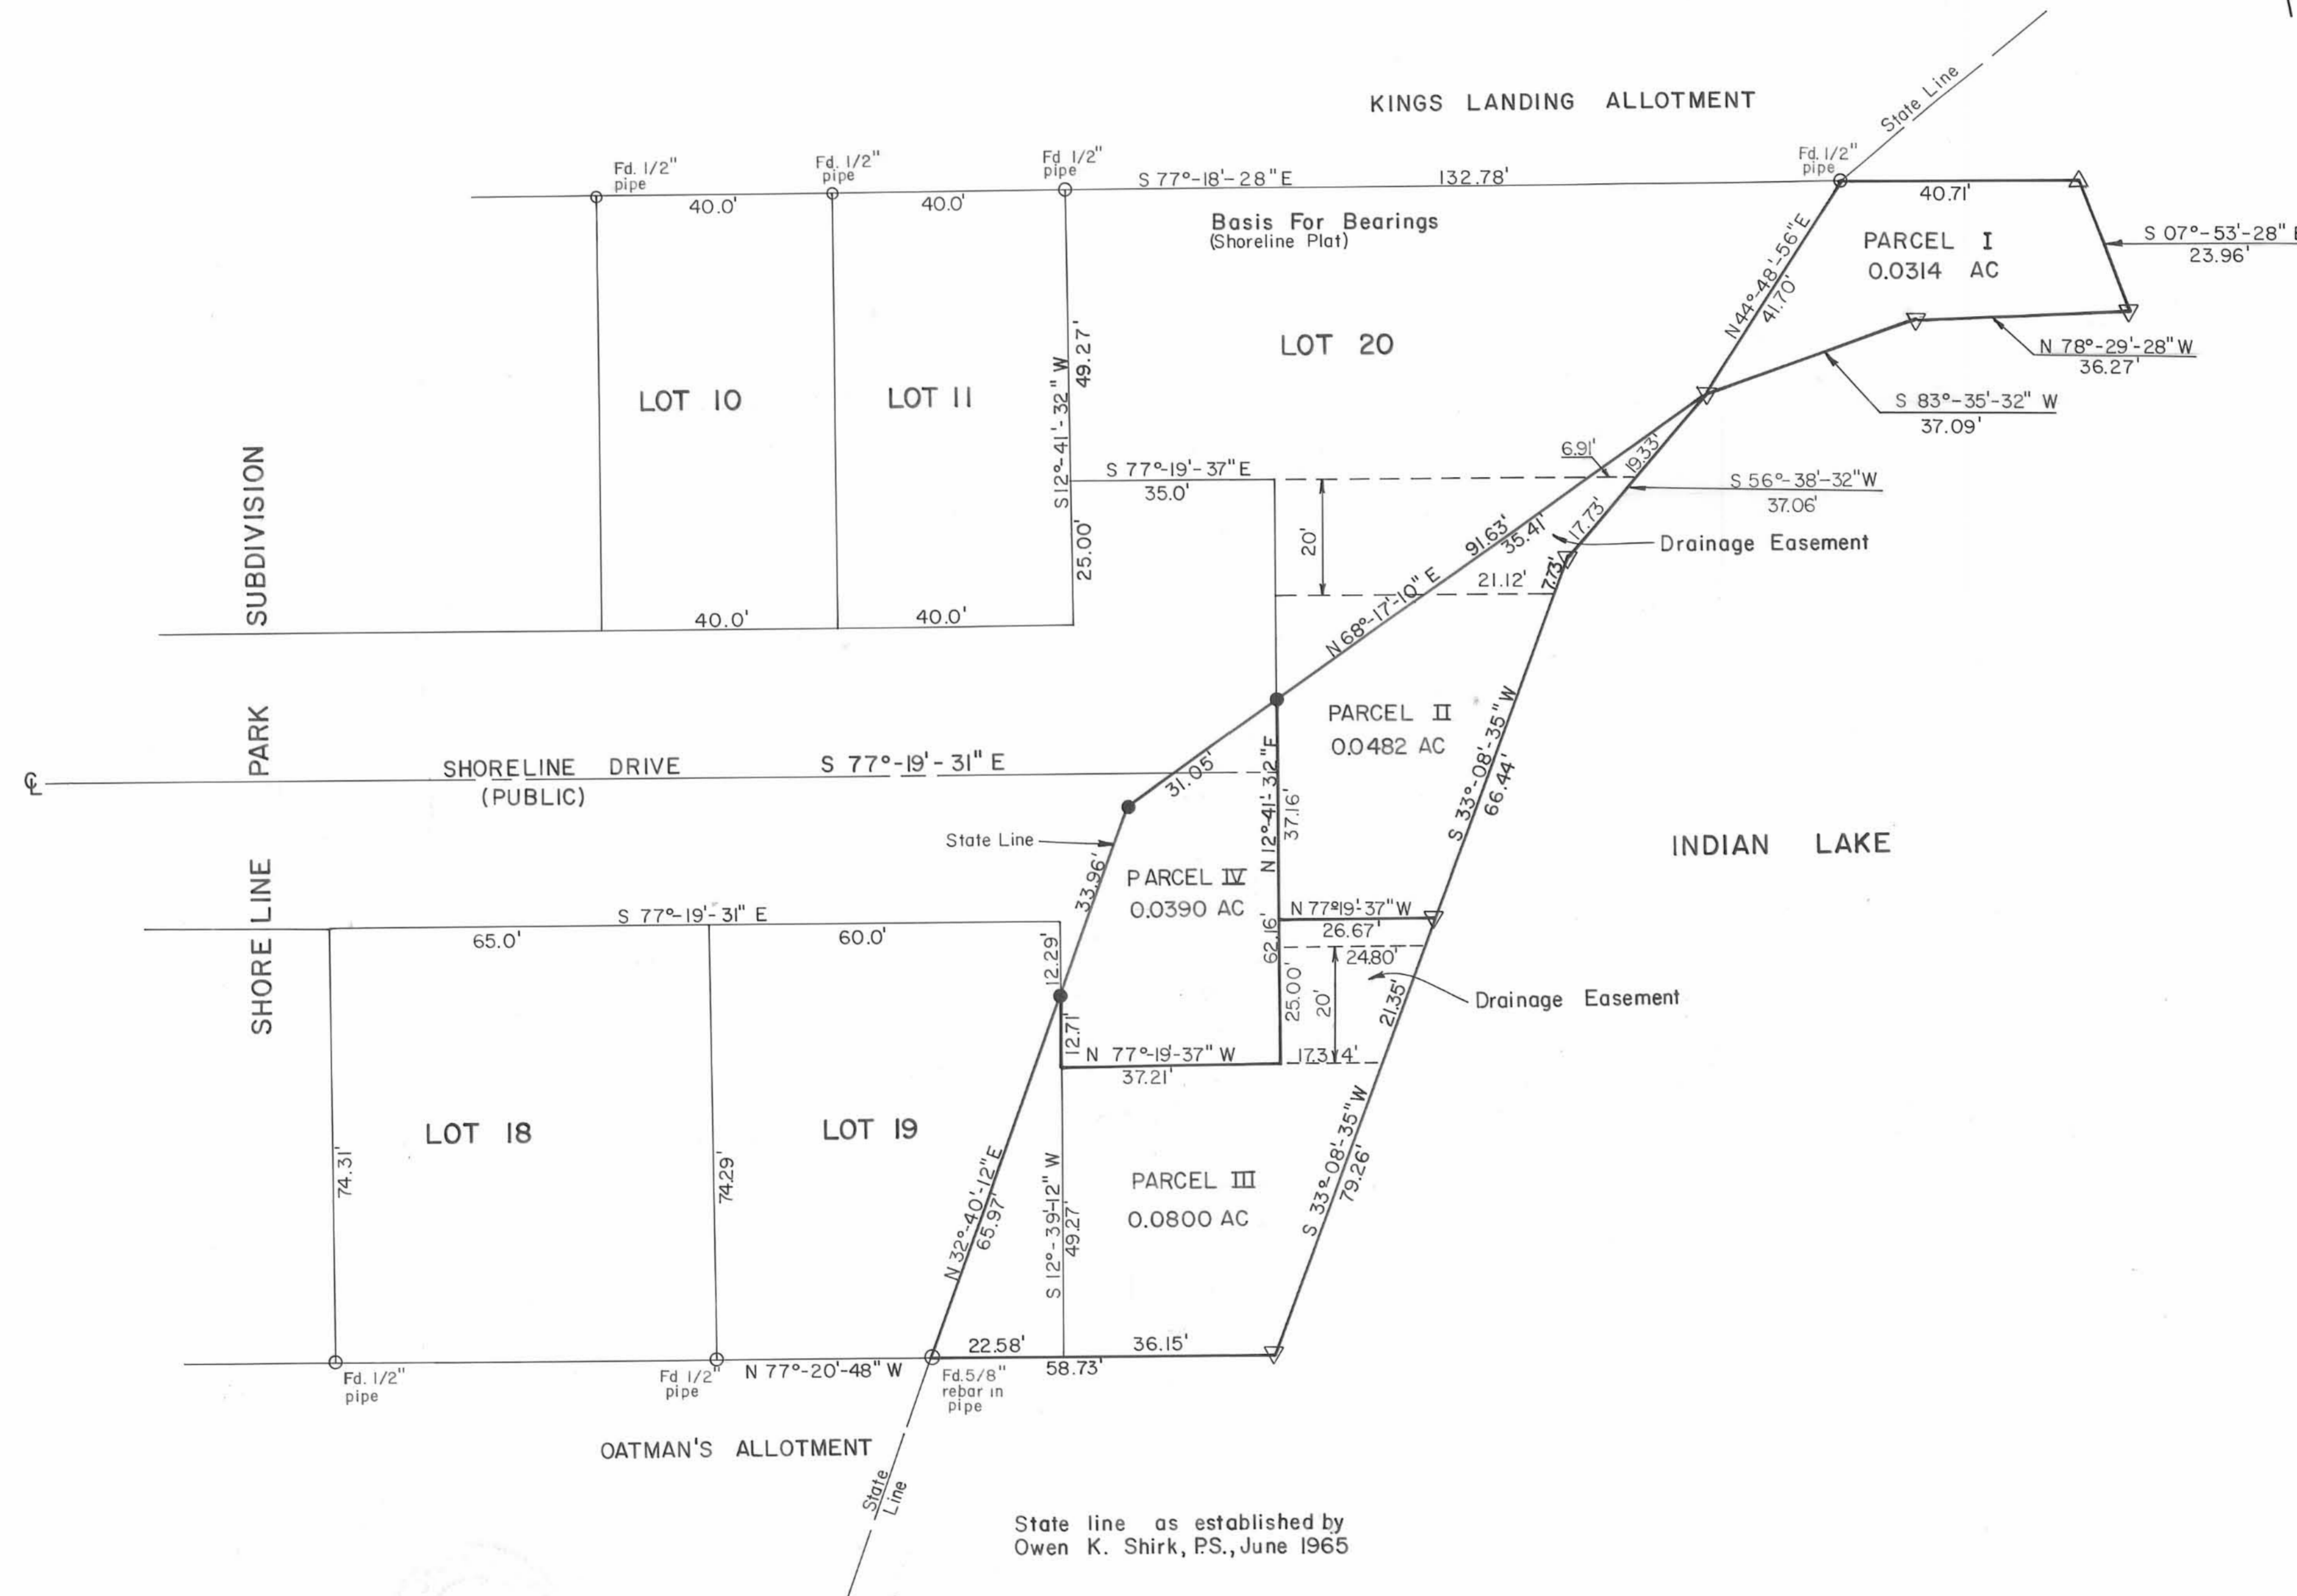 State Line
KINGS LANDING ALLOTMENT
Fd. 1/2"
pipe
Fd. 1/2"
pipe
Fd 1/2"
pipe
S 77°-18'-28" E 132.78'
Fd. 1/2"
pipe
40.0'
40.0'
40.71'
Basis For Bearings
(Shoreline Plat)
N 44°-48'-56" E
41.70'
PARCEL I
0.0314 AC
S 07°-53'-28" E
23.96'
LOT 10
LOT 11
S 12°-41'-32" W
49.27'
LOT 20
N 78°-29'-28" W
36.27'
S 83°-35'-32" W
37.09'
S 77°-19'-37" E
35.0'
6.91'
19.33'
S 56°-38'-32" W
37.06'
25.00'
20'
91.63'
35.41'
17.73'
Drainage Easement
7.73'
21.12'
N 68°-17'-10" E
40.0'
40.0'
SHORE LINE PARK SUBDIVISION
PARCEL II
0.0482 AC
S 33°-08'-35" W
66.44'
℄
SHORELINE DRIVE S 77°-19'-31" E
(PUBLIC)
31.05'
N 12°-41'-32" E
37.16'
State Line
33.96'
INDIAN LAKE
PARCEL IV
0.0390 AC
N 77°19'-37" W
26.67'
S 77°-19'-31" E
65.0'
60.0'
12.29'
62.16'
24.80'
25.00'
20'
21.35'
Drainage Easement
12.71'
N 77°-19'-37" W
37.21'
17.34'
LOT 18
LOT 19
74.31'
74.29'
N 32°-40'-12" E
65.97'
S 12°-39'-12" W
49.27'
PARCEL III
0.0800 AC
S 33°-08'-35" W
79.26'
22.58'
36.15'
N 77°-20'-48" W
58.73'
Fd. 1/2"
pipe
Fd 1/2"
pipe
Fd. 5/8"
rebar in
pipe
OATMAN'S ALLOTMENT
State
Line
State line as established by
Owen K. Shirk, P.S., June 1965